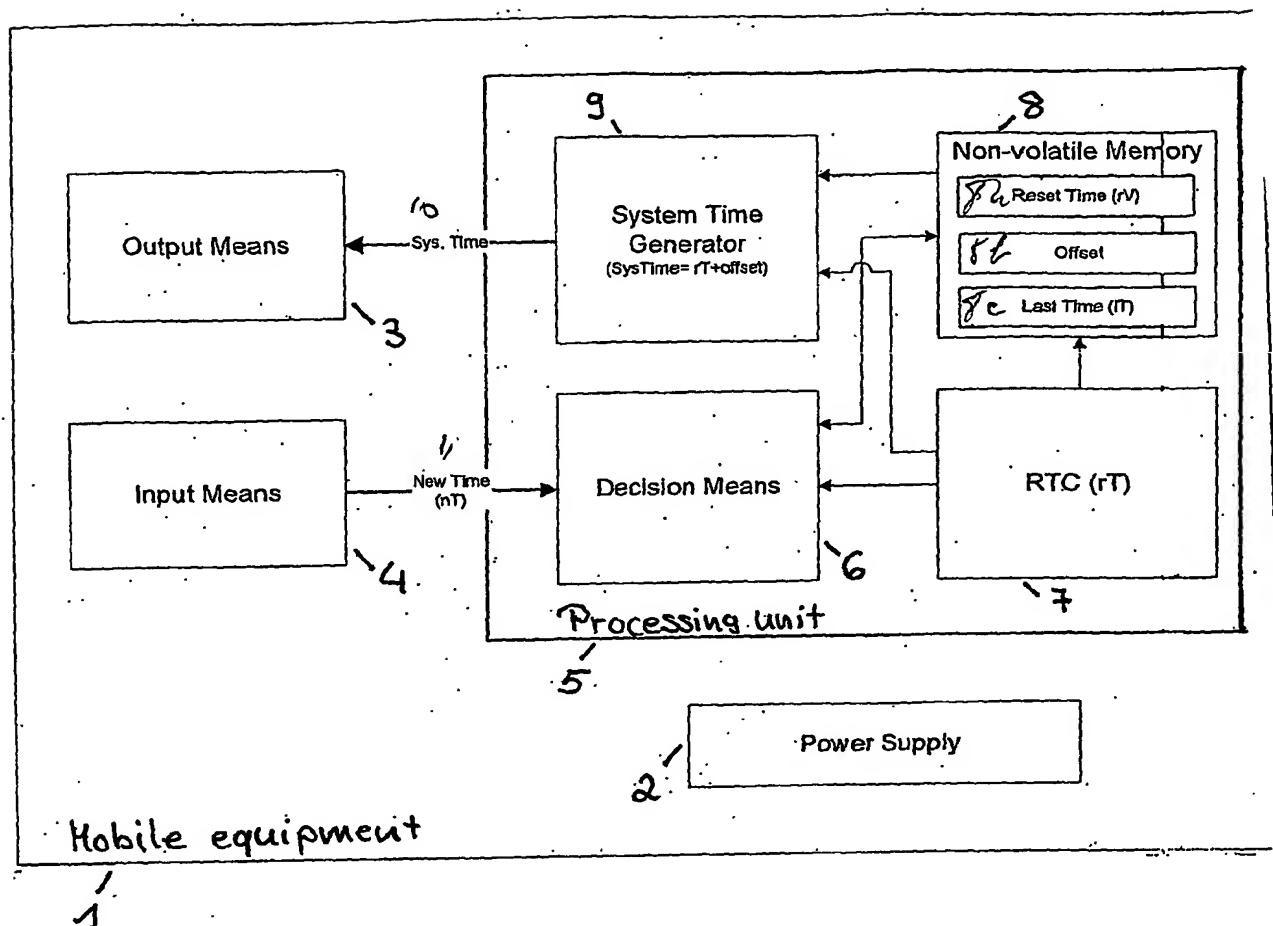 9
8
Non-volatile Memory
8a Reset Time (rV)
8b Offset
8c Last Time (lT)
System Time
Generator
(SysTime= rT+offset)
10
Sys. Time
Output Means
3
Input Means
4
11
New Time
(nT)
Decision Means
6
RTC (rT)
7
Processing unit
5
Power Supply
2
Mobile equipment
1